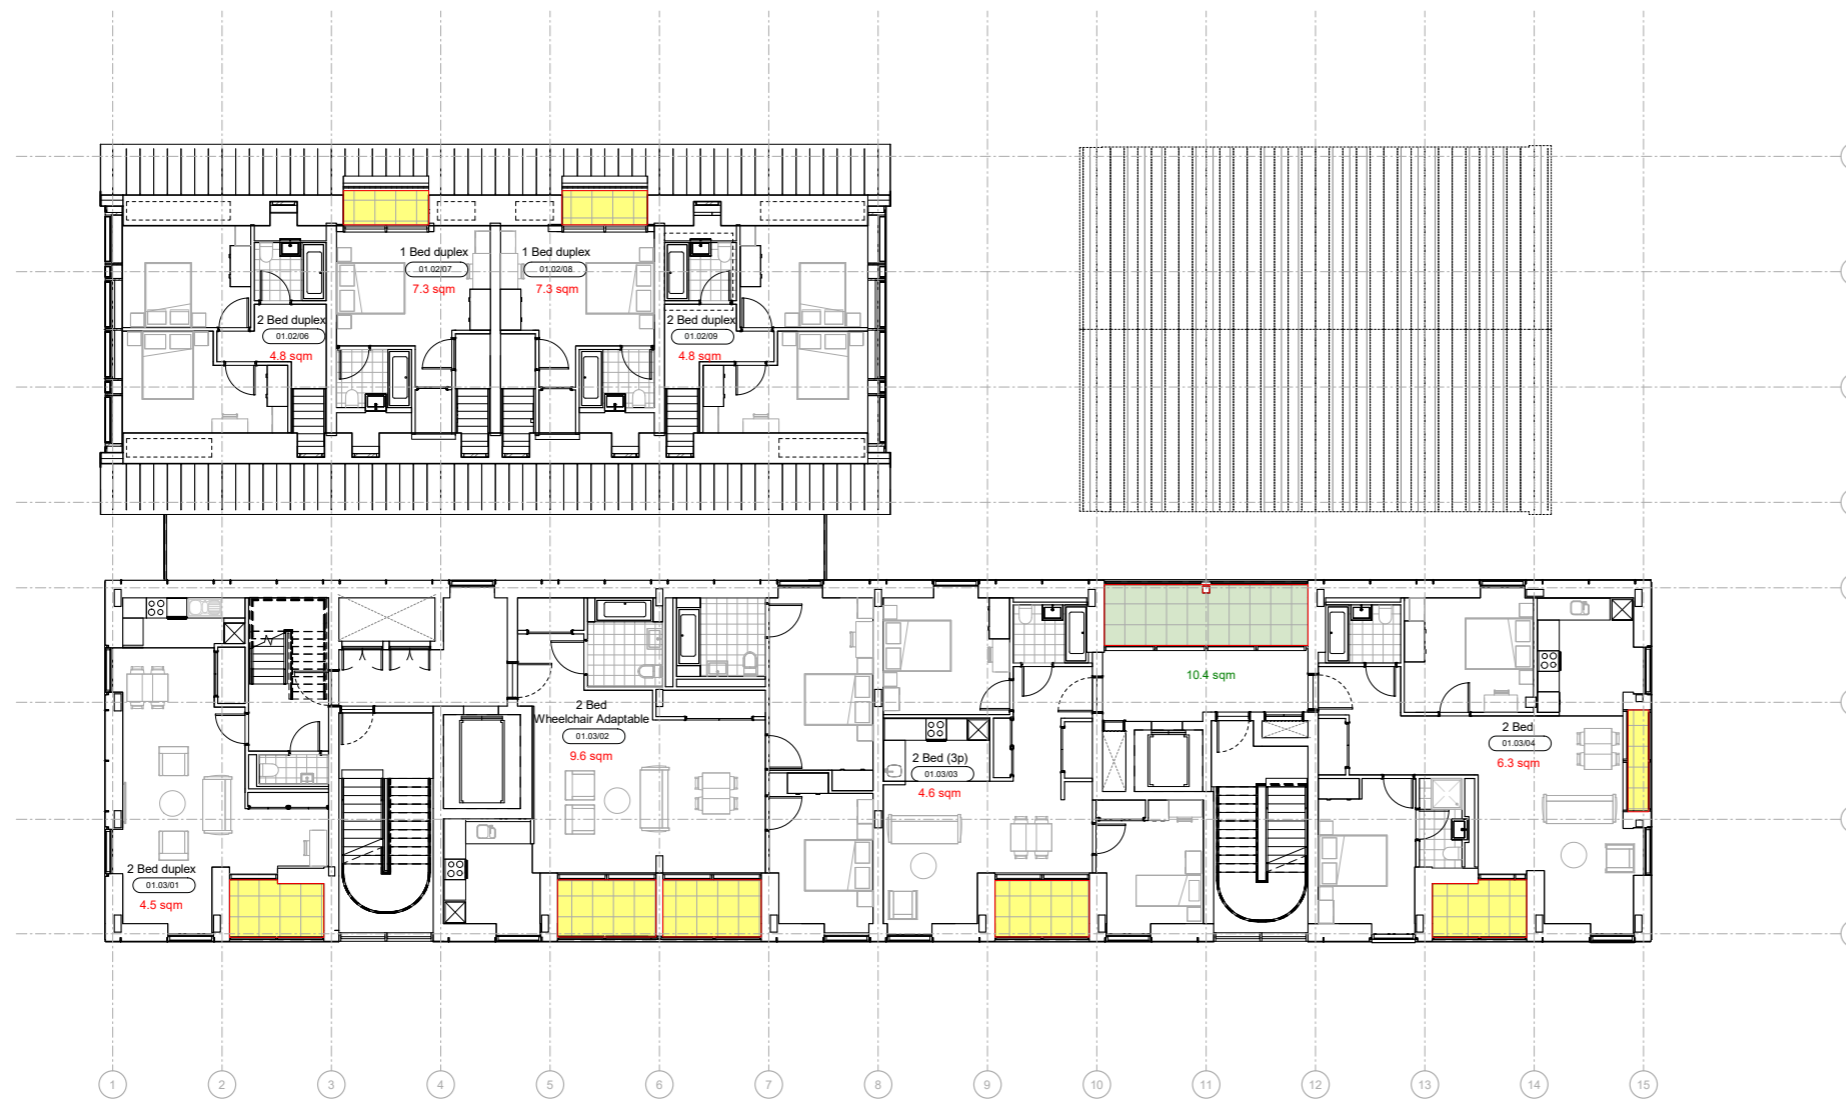 1 Bed duplex
01.02/07
7.3 sqm
1 Bed duplex
01.02/08
7.3 sqm
2 Bed duplex
01.02/06
4.8 sqm
2 Bed duplex
01.02/09
4.8 sqm
2 Bed
Wheelchair Adaptable
01.03/02
9.6 sqm
10.4 sqm
2 Bed (3p)
01.03/03
4.6 sqm
2 Bed
01.03/04
6.3 sqm
2 Bed duplex
01.03/01
4.5 sqm
1 2 3 4 5 6 7 8 9 10 11 12 13 14 15